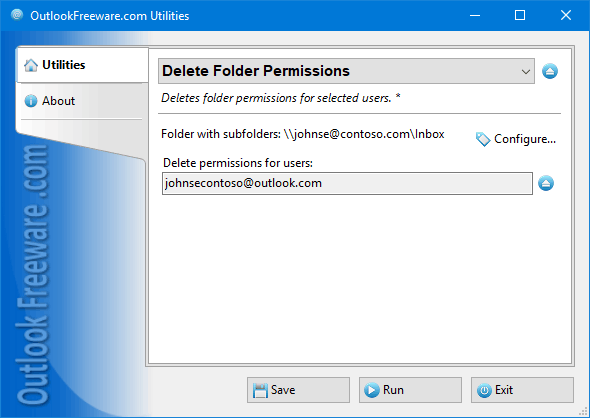 OutlookFreeware.com Utilities
Utilities
About
Delete Folder Permissions
Deletes folder permissions for selected users. *
Folder with subfolders: \\johnse@contoso.com\Inbox
Configure...
Delete permissions for users:
johnsecontoso@outlook.com
Outlook Freeware .com
Save
Run
Exit